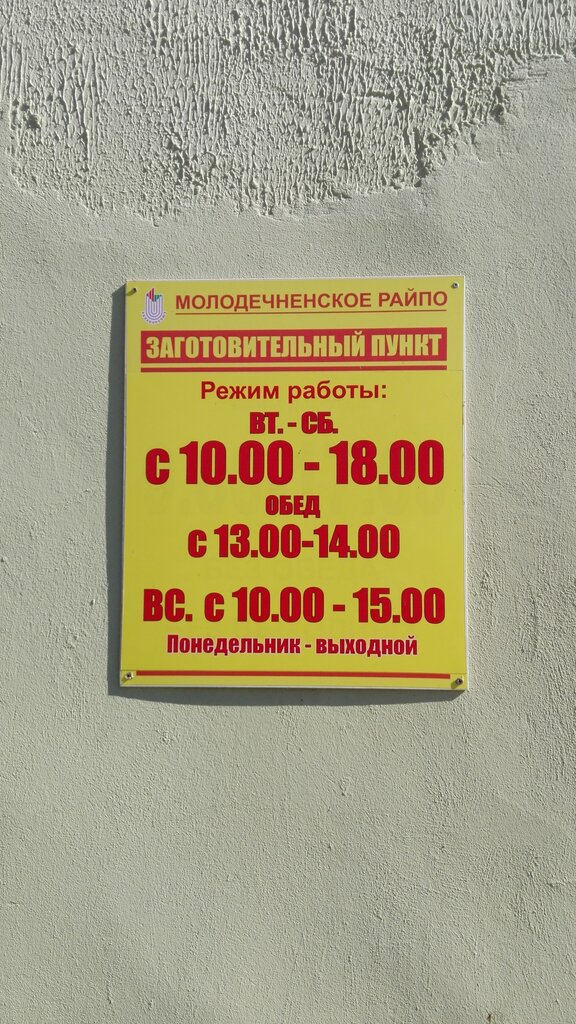 МОЛОДЕЧНЕНСКОЕ РАЙПО
ЗАГОТОВИТЕЛЬНЫЙ ПУНКТ
Режим работы:
ВТ. - СБ.
с 10.00 - 18.00
ОБЕД
с 13.00-14.00
ВС. с 10.00 - 15.00
Понедельник - выходной